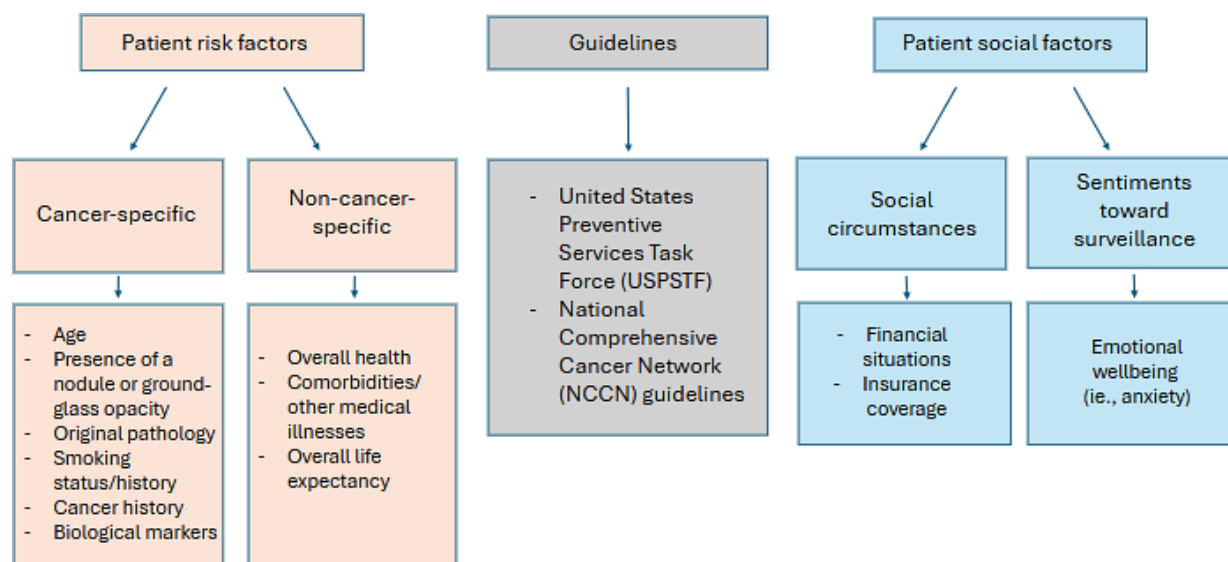 Patient risk factors
Guidelines
Patient social factors
Cancer-specific
Non-cancer-
specific
- United States
Preventive
Services Task
Force (USPSTF)
- National
Comprehensive
Cancer Network
(NCCN) guidelines
Social
circumstances
Sentiments
toward
surveillance
- Age
- Presence of a
nodule or ground-
glass opacity
- Original pathology
- Smoking
status/history
- Cancer history
- Biological markers
- Overall health
- Comorbidities/
other medical
illnesses
- Overall life
expectancy
- Financial
situations
- Insurance
coverage
Emotional
wellbeing
(ie., anxiety)